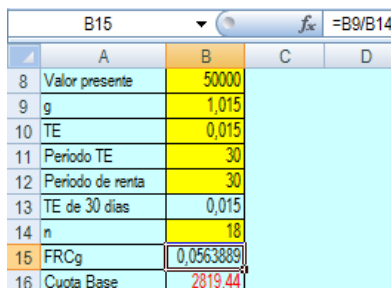 B15 fx =B9/B14
A B C D
8 Valor presente 50000
9 g 1,015
10 TE 0,015
11 Periodo TE 30
12 Periodo de renta 30
13 TE de 30 días 0,015
14 n 18
15 FRCg 0,0563889
16 Cuota Base 2819.44